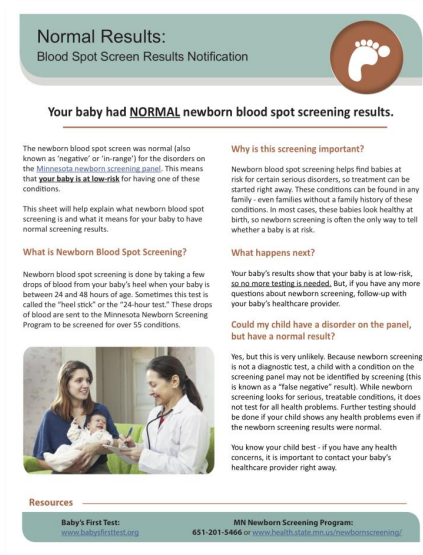 Normal Results:
Blood Spot Screen Results Notification
Your baby had NORMAL newborn blood spot screening results.
The newborn blood spot screen was normal (also
known as ‘negative’ or ‘in-range’) for the disorders on
the Minnesota newborn screening panel. This means
that your baby is at low-risk for having one of these
conditions.
This sheet will help explain what newborn blood spot
screening is and what it means for your baby to have
normal screening results.
What is Newborn Blood Spot Screening?
Newborn blood spot screening is done by taking a few
drops of blood from your baby’s heel when your baby is
between 24 and 48 hours of age. Sometimes this test is
called the “heel stick” or the “24-hour test.” These drops
of blood are sent to the Minnesota Newborn Screening
Program to be screened for over 55 conditions.
Why is this screening important?
Newborn blood spot screening helps find babies at
risk for certain serious disorders, so treatment can be
started right away. These conditions can be found in any
family - even families without a family history of these
conditions. In most cases, these babies look healthy at
birth, so newborn screening is often the only way to tell
whether a baby is at risk.
What happens next?
Your baby’s results show that your baby is at low-risk,
so no more testing is needed. But, if you have any more
questions about newborn screening, follow-up with
your baby’s healthcare provider.
Could my child have a disorder on the panel,
but have a normal result?
Yes, but this is very unlikely. Because newborn screening
is not a diagnostic test, a child with a condition on the
screening panel may not be identified by screening (this
is known as a “false negative” result). While newborn
screening looks for serious, treatable conditions, it does
not test for all health problems. Further testing should
be done if your child shows any health problems even if
the newborn screening results were normal.
You know your child best - if you have any health
concerns, it is important to contact your baby’s
healthcare provider right away.
Resources
Baby’s First Test:
www.babysfirsttest.org
MN Newborn Screening Program:
651-201-5466 or www.health.state.mn.us/newbornscreening/